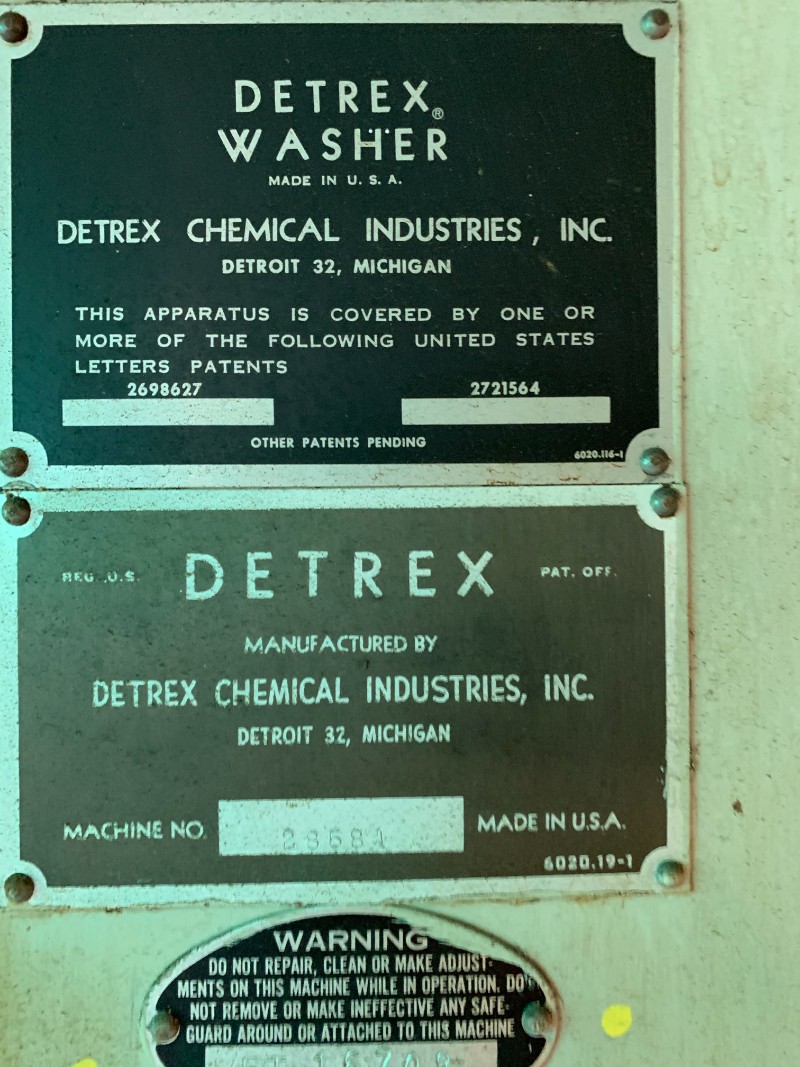 DETREX®
WASHER
MADE IN U. S. A.
DETREX CHEMICAL INDUSTRIES, INC.
DETROIT 32, MICHIGAN
THIS APPARATUS IS COVERED BY ONE OR
MORE OF THE FOLLOWING UNITED STATES
LETTERS PATENTS
2698627 2721564
OTHER PATENTS PENDING
6020.116-1
REG. U.S. DETREX PAT. OFF.
MANUFACTURED BY
DETREX CHEMICAL INDUSTRIES, INC.
DETROIT 32, MICHIGAN
MACHINE NO. MADE IN U.S.A.
6020.19-1
WARNING
DO NOT REPAIR, CLEAN OR MAKE ADJUST-
MENTS ON THIS MACHINE WHILE IN OPERATION. DO
NOT REMOVE OR MAKE INEFFECTIVE ANY SAFE-
GUARD AROUND OR ATTACHED TO THIS MACHINE